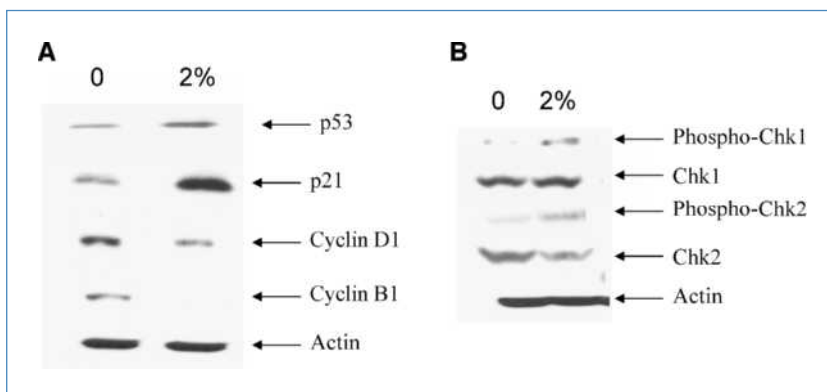 A
0 2%
p53
p21
Cyclin D1
Cyclin B1
Actin
B
0 2%
Phospho-Chk1
Chk1
Phospho-Chk2
Chk2
Actin